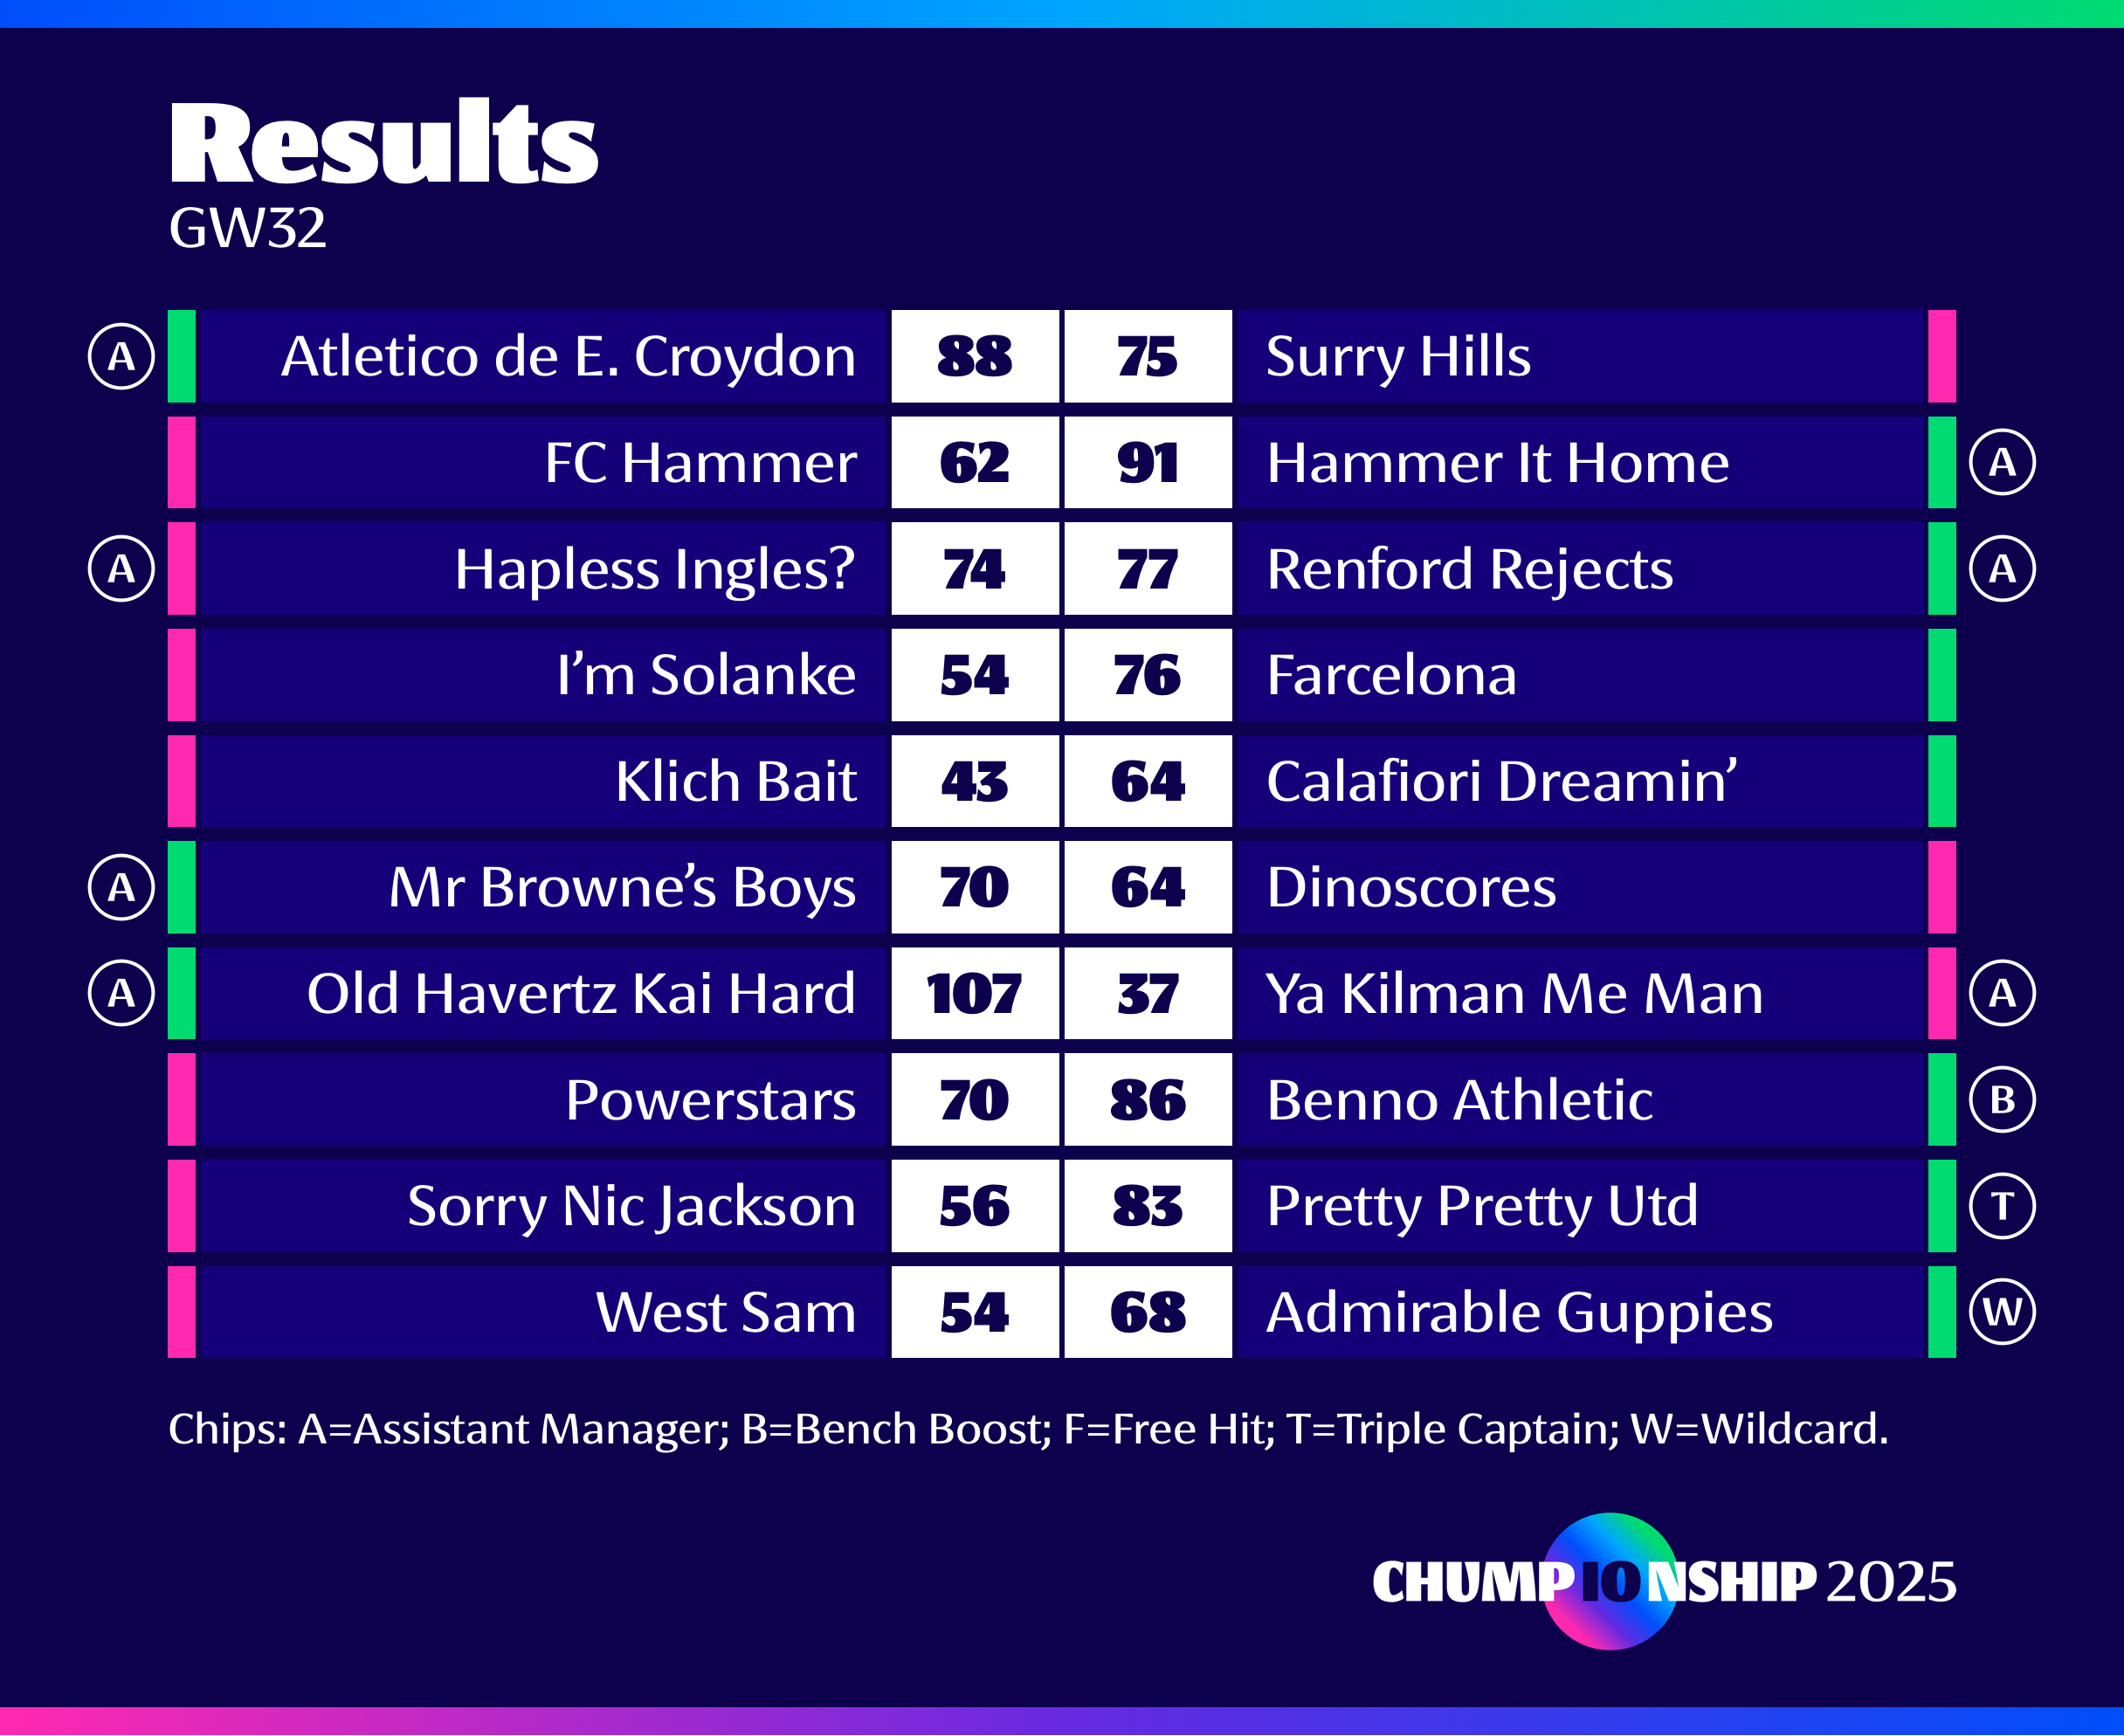 Results
GW32
A Atletico de E. Croydon 88 75 Surry Hills
FC Hammer 62 91 Hammer It Home A
A Hapless Ingles? 74 77 Renford Rejects A
I’m Solanke 54 76 Farcelona
Klich Bait 43 64 Calafiori Dreamin’
A Mr Browne’s Boys 70 64 Dinoscores
A Old Havertz Kai Hard 107 37 Ya Kilman Me Man A
Powerstars 70 86 Benno Athletic B
Sorry Nic Jackson 56 83 Pretty Pretty Utd T
West Sam 54 68 Admirable Guppies W
Chips: A=Assistant Manager; B=Bench Boost; F=Free Hit; T=Triple Captain; W=Wildcard.
CHUMPIONSHIP 2025